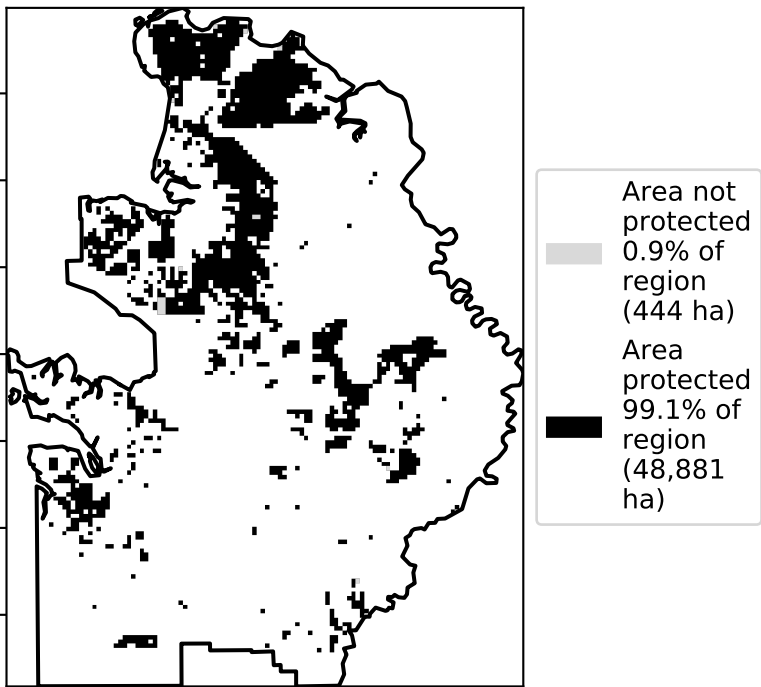 Area not
protected
0.9% of
region
(444 ha)
Area
protected
99.1% of
region
(48,881
ha)